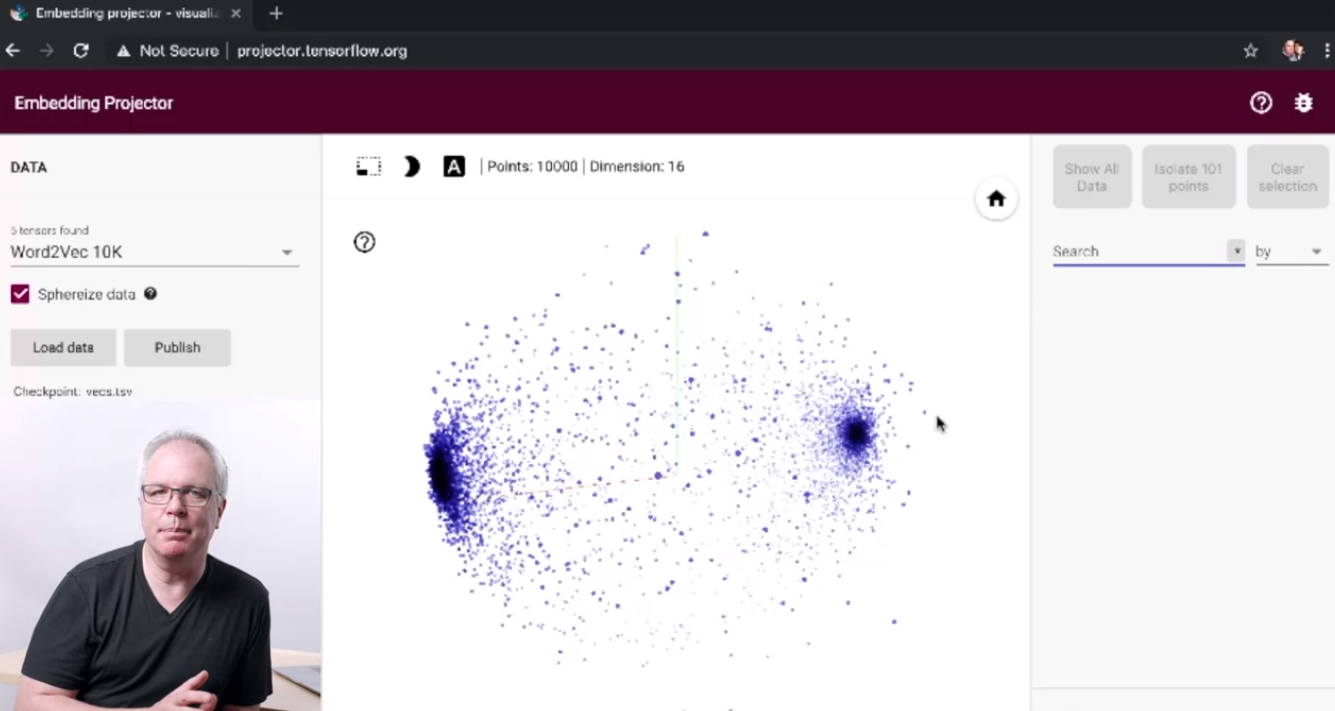 Embedding projector - visuali
Not Secure | projector.tensorflow.org
Embedding Projector
DATA
5 tensors found
Word2Vec 10K
Sphereize data
Load data
Publish
Checkpoint: vecs.tsv
A | Points: 10000 | Dimension: 16
Show All
Data
Isolate 101
points
Clear
selection
Search
by